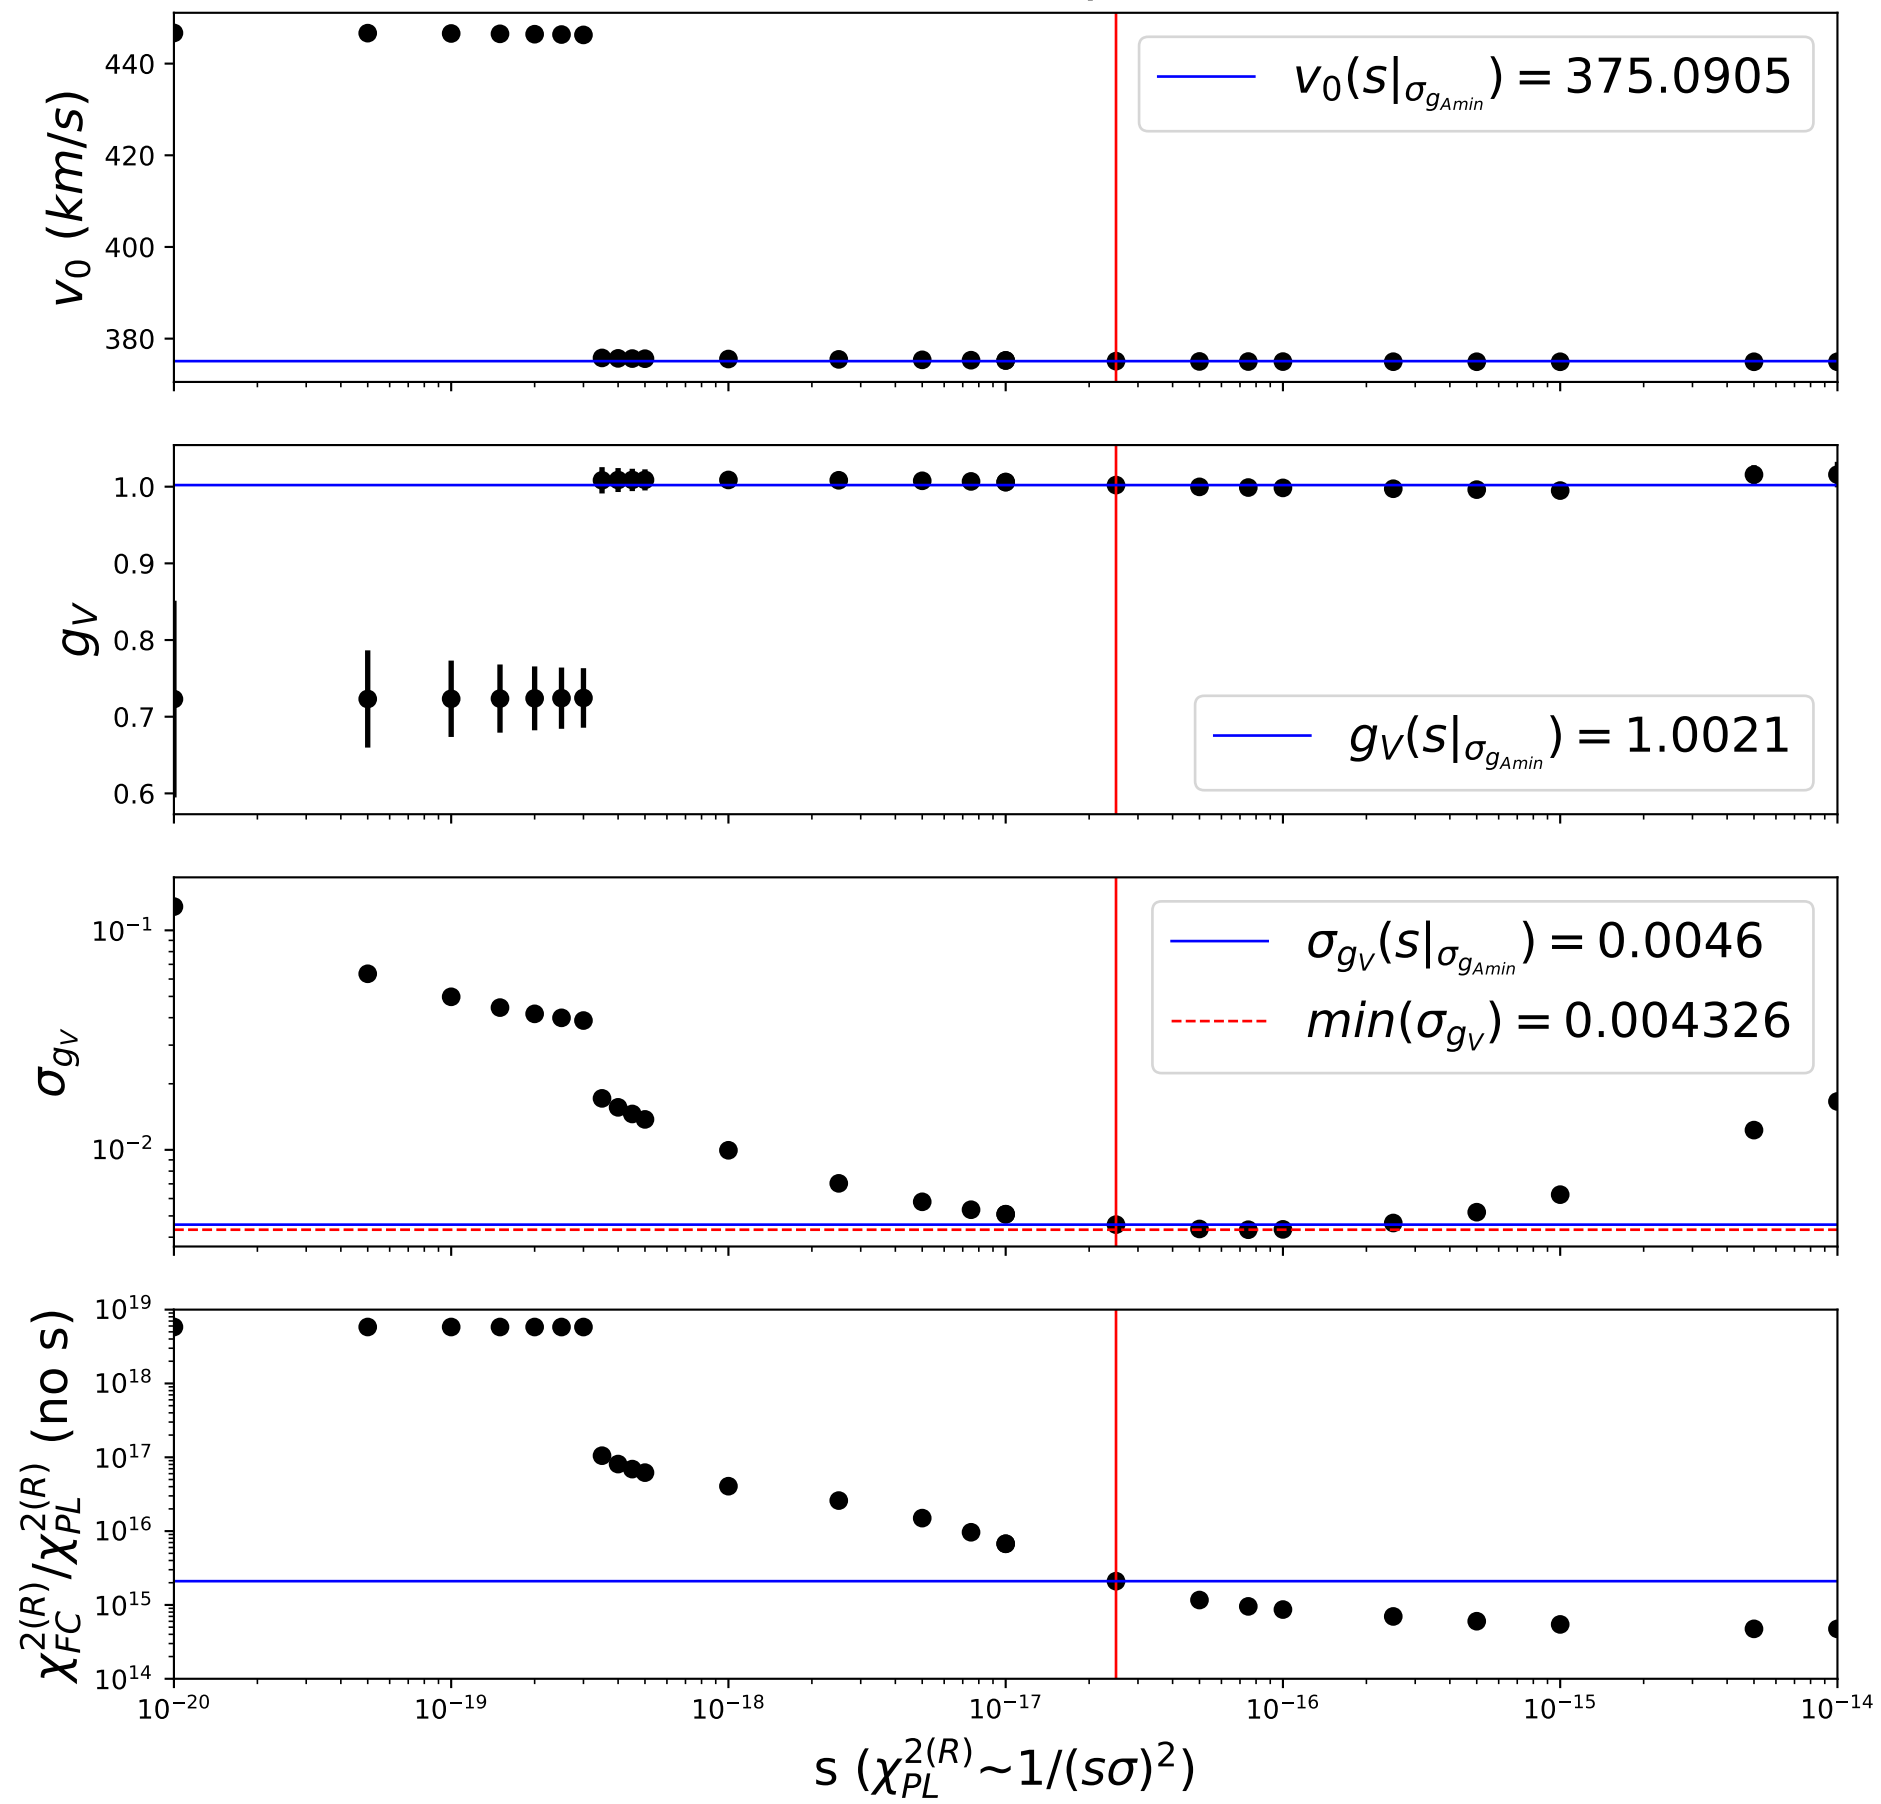 440
420
400
380
v₀ (km/s)
v₀(s|σ_{g_{Amin}}) = 375.0905
1.0
0.9
0.8
0.7
0.6
g_V
g_V(s|σ_{g_{Amin}}) = 1.0021
10⁻¹
10⁻²
σ_{g_V}
σ_{g_V}(s|σ_{g_{Amin}}) = 0.0046
min(σ_{g_V}) = 0.004326
10¹⁹
10¹⁸
10¹⁷
10¹⁶
10¹⁵
10¹⁴
χ_{FC}^{2(R)}/χ_{PL}^{2(R)} (no s)
10⁻²⁰ 10⁻¹⁹ 10⁻¹⁸ 10⁻¹⁷ 10⁻¹⁶ 10⁻¹⁵ 10⁻¹⁴
s (χ_{PL}^{2(R)}~1/(sσ)²)